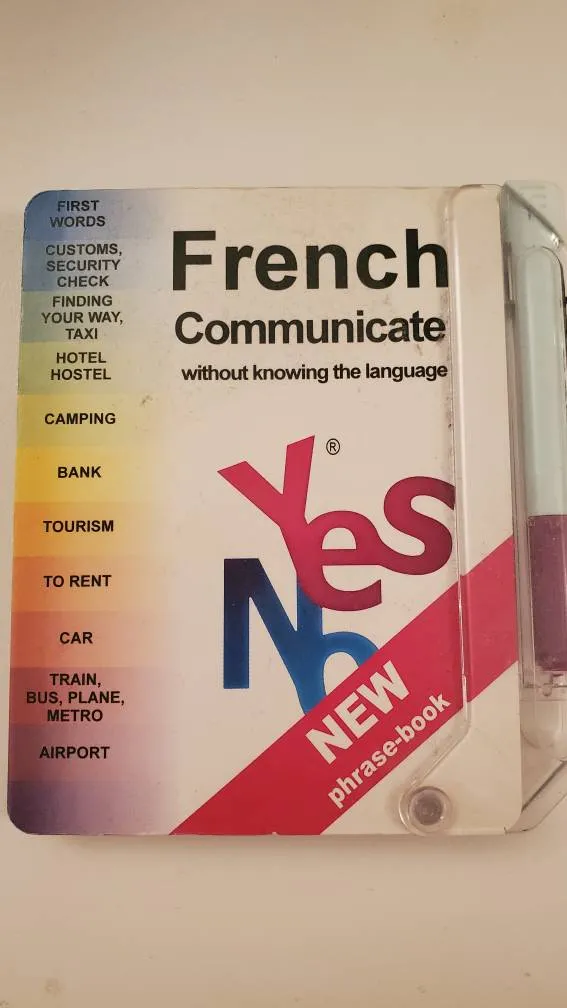 FIRST
WORDS
CUSTOMS,
SECURITY
CHECK
FINDING
YOUR WAY,
TAXI
HOTEL
HOSTEL
CAMPING
BANK
TOURISM
TO RENT
CAR
TRAIN,
BUS, PLANE,
METRO
AIRPORT
French
Communicate
without knowing the language
Yes ®
No
NEW
phrase-book